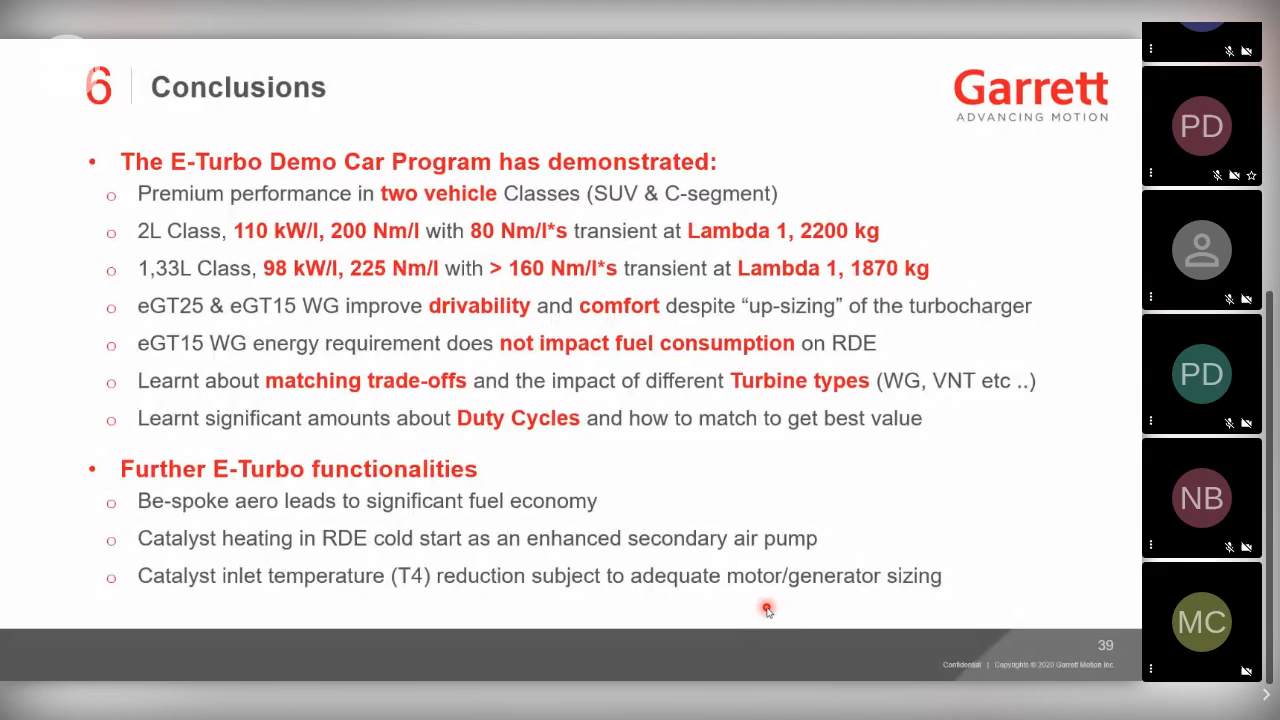 6
Conclusions
Garrett
ADVANCING MOTION
• The E-Turbo Demo Car Program has demonstrated:
o Premium performance in two vehicle Classes (SUV & C-segment)
o 2L Class, 110 kW/l, 200 Nm/l with 80 Nm/l*s transient at Lambda 1, 2200 kg
o 1,33L Class, 98 kW/l, 225 Nm/l with > 160 Nm/l*s transient at Lambda 1, 1870 kg
o eGT25 & eGT15 WG improve drivability and comfort despite “up-sizing” of the turbocharger
o eGT15 WG energy requirement does not impact fuel consumption on RDE
o Learnt about matching trade-offs and the impact of different Turbine types (WG, VNT etc ..)
o Learnt significant amounts about Duty Cycles and how to match to get best value
• Further E-Turbo functionalities
o Be-spoke aero leads to significant fuel economy
o Catalyst heating in RDE cold start as an enhanced secondary air pump
o Catalyst inlet temperature (T4) reduction subject to adequate motor/generator sizing
39
Confidential | Copyrights © 2020 Garrett Motion Inc
PD
PD
NB
MC